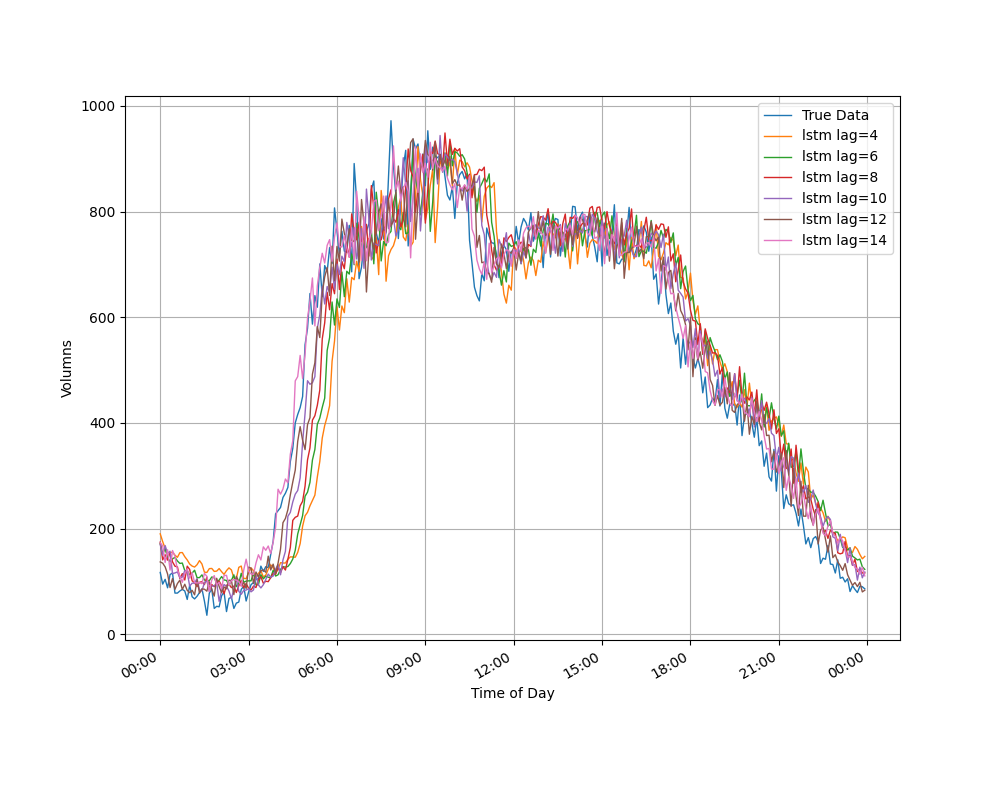 1000
800
600
400
200
0
Volumns
00:00
03:00
06:00
09:00
12:00
15:00
18:00
21:00
00:00
Time of Day
True Data
lstm lag=4
lstm lag=6
lstm lag=8
lstm lag=10
lstm lag=12
lstm lag=14